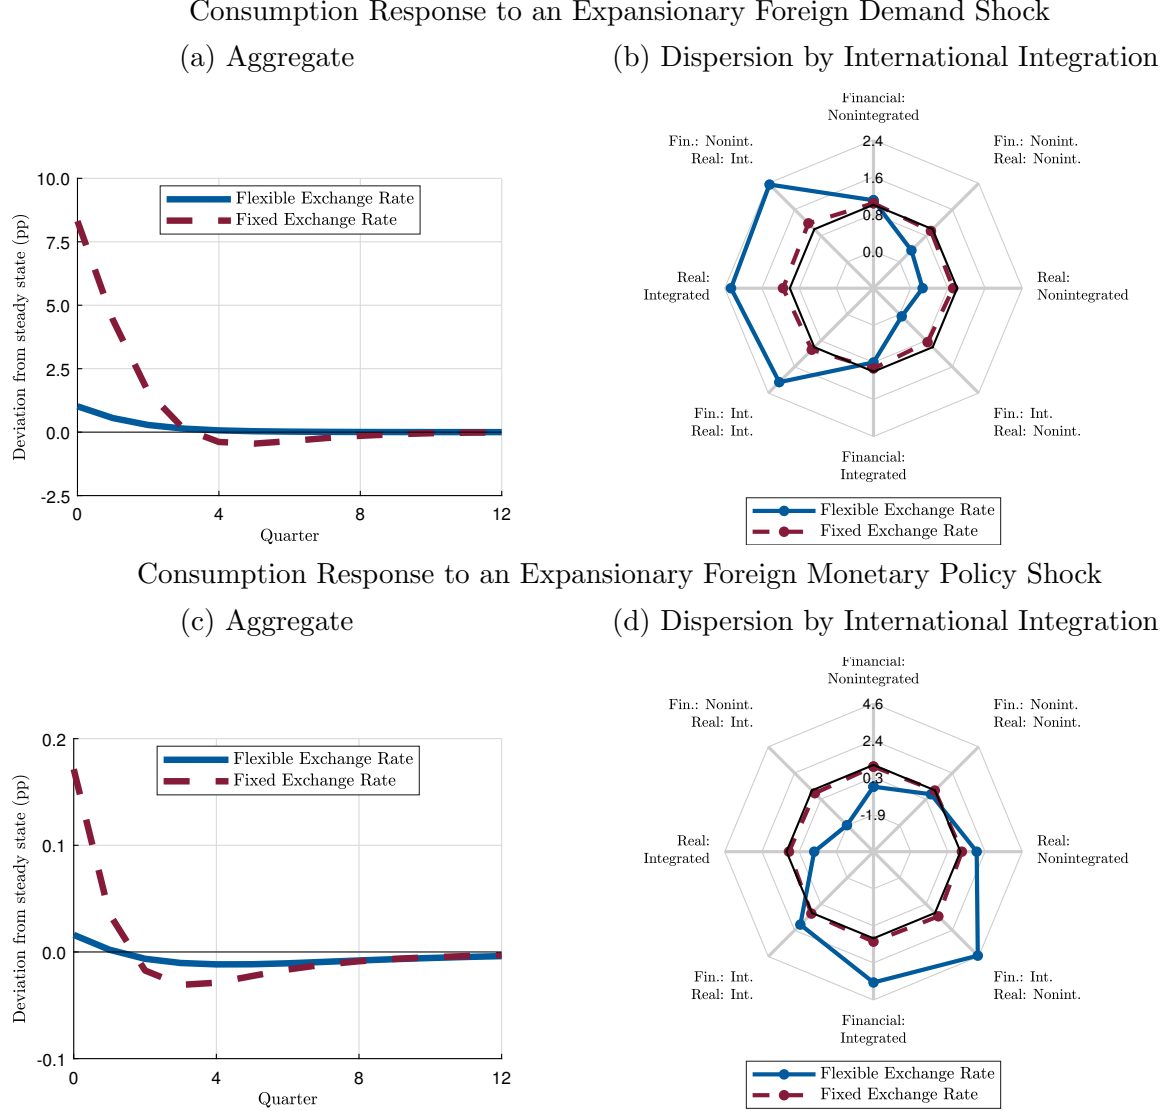 Consumption Response to an Expansionary Foreign Demand Shock
(a) Aggregate
(b) Dispersion by International Integration
10.0
7.5
5.0
2.5
0.0
-2.5
0
4
8
12
Deviation from steady state (pp)
Quarter
Flexible Exchange Rate
Fixed Exchange Rate
Financial:
Nonintegrated
Fin.: Nonint.
Real: Int.
Fin.: Nonint.
Real: Nonint.
2.4
1.6
0.8
0.0
Real:
Integrated
Real:
Nonintegrated
Fin.: Int.
Real: Int.
Fin.: Int.
Real: Nonint.
Financial:
Integrated
Flexible Exchange Rate
Fixed Exchange Rate
Consumption Response to an Expansionary Foreign Monetary Policy Shock
(c) Aggregate
(d) Dispersion by International Integration
0.2
0.1
0.0
-0.1
0
4
8
12
Deviation from steady state (pp)
Quarter
Flexible Exchange Rate
Fixed Exchange Rate
Financial:
Nonintegrated
Fin.: Nonint.
Real: Int.
Fin.: Nonint.
Real: Nonint.
4.6
2.4
0.3
-1.9
Real:
Integrated
Real:
Nonintegrated
Fin.: Int.
Real: Int.
Fin.: Int.
Real: Nonint.
Financial:
Integrated
Flexible Exchange Rate
Fixed Exchange Rate